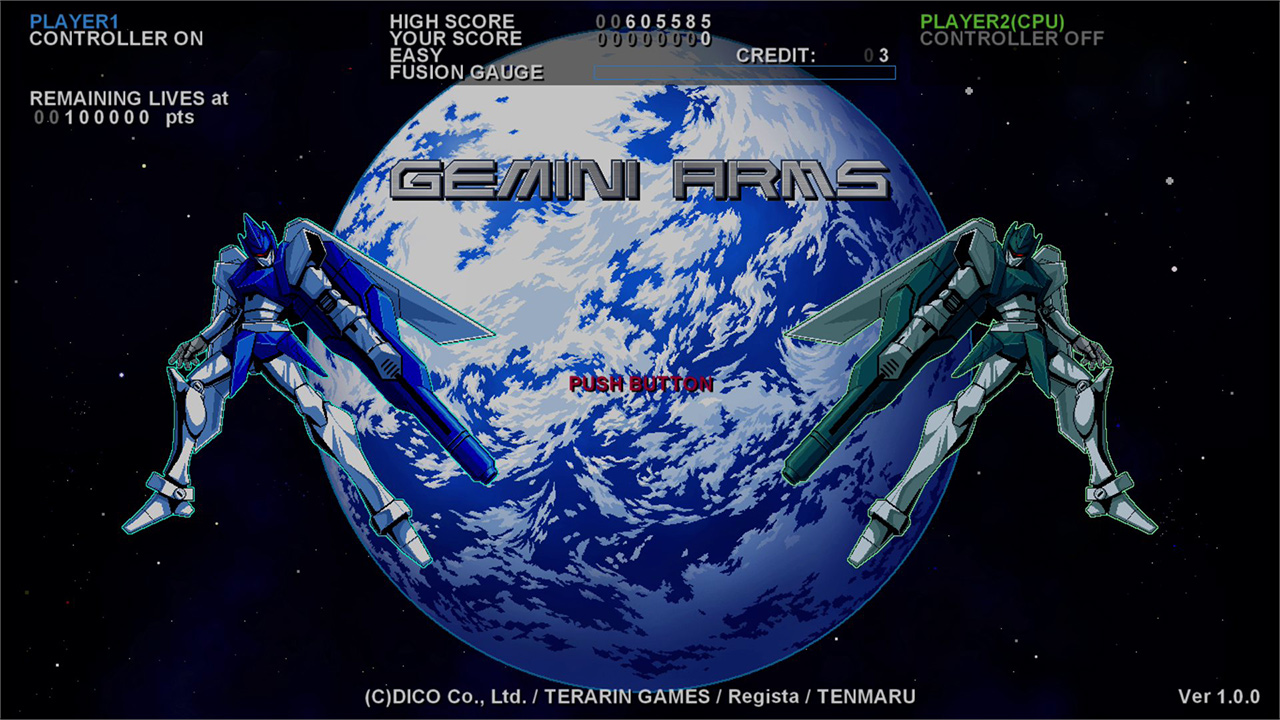 PLAYER1
CONTROLLER ON
HIGH SCORE 00605585
YOUR SCORE 00000000
EASY CREDIT: 03
FUSION GAUGE
PLAYER2(CPU)
CONTROLLER OFF
REMAINING LIVES at
00100000 pts
GEMINI ARMS
PUSH BUTTON
(C)DICO Co., Ltd. / TERARIN GAMES / Regista / TENMARU
Ver 1.0.0